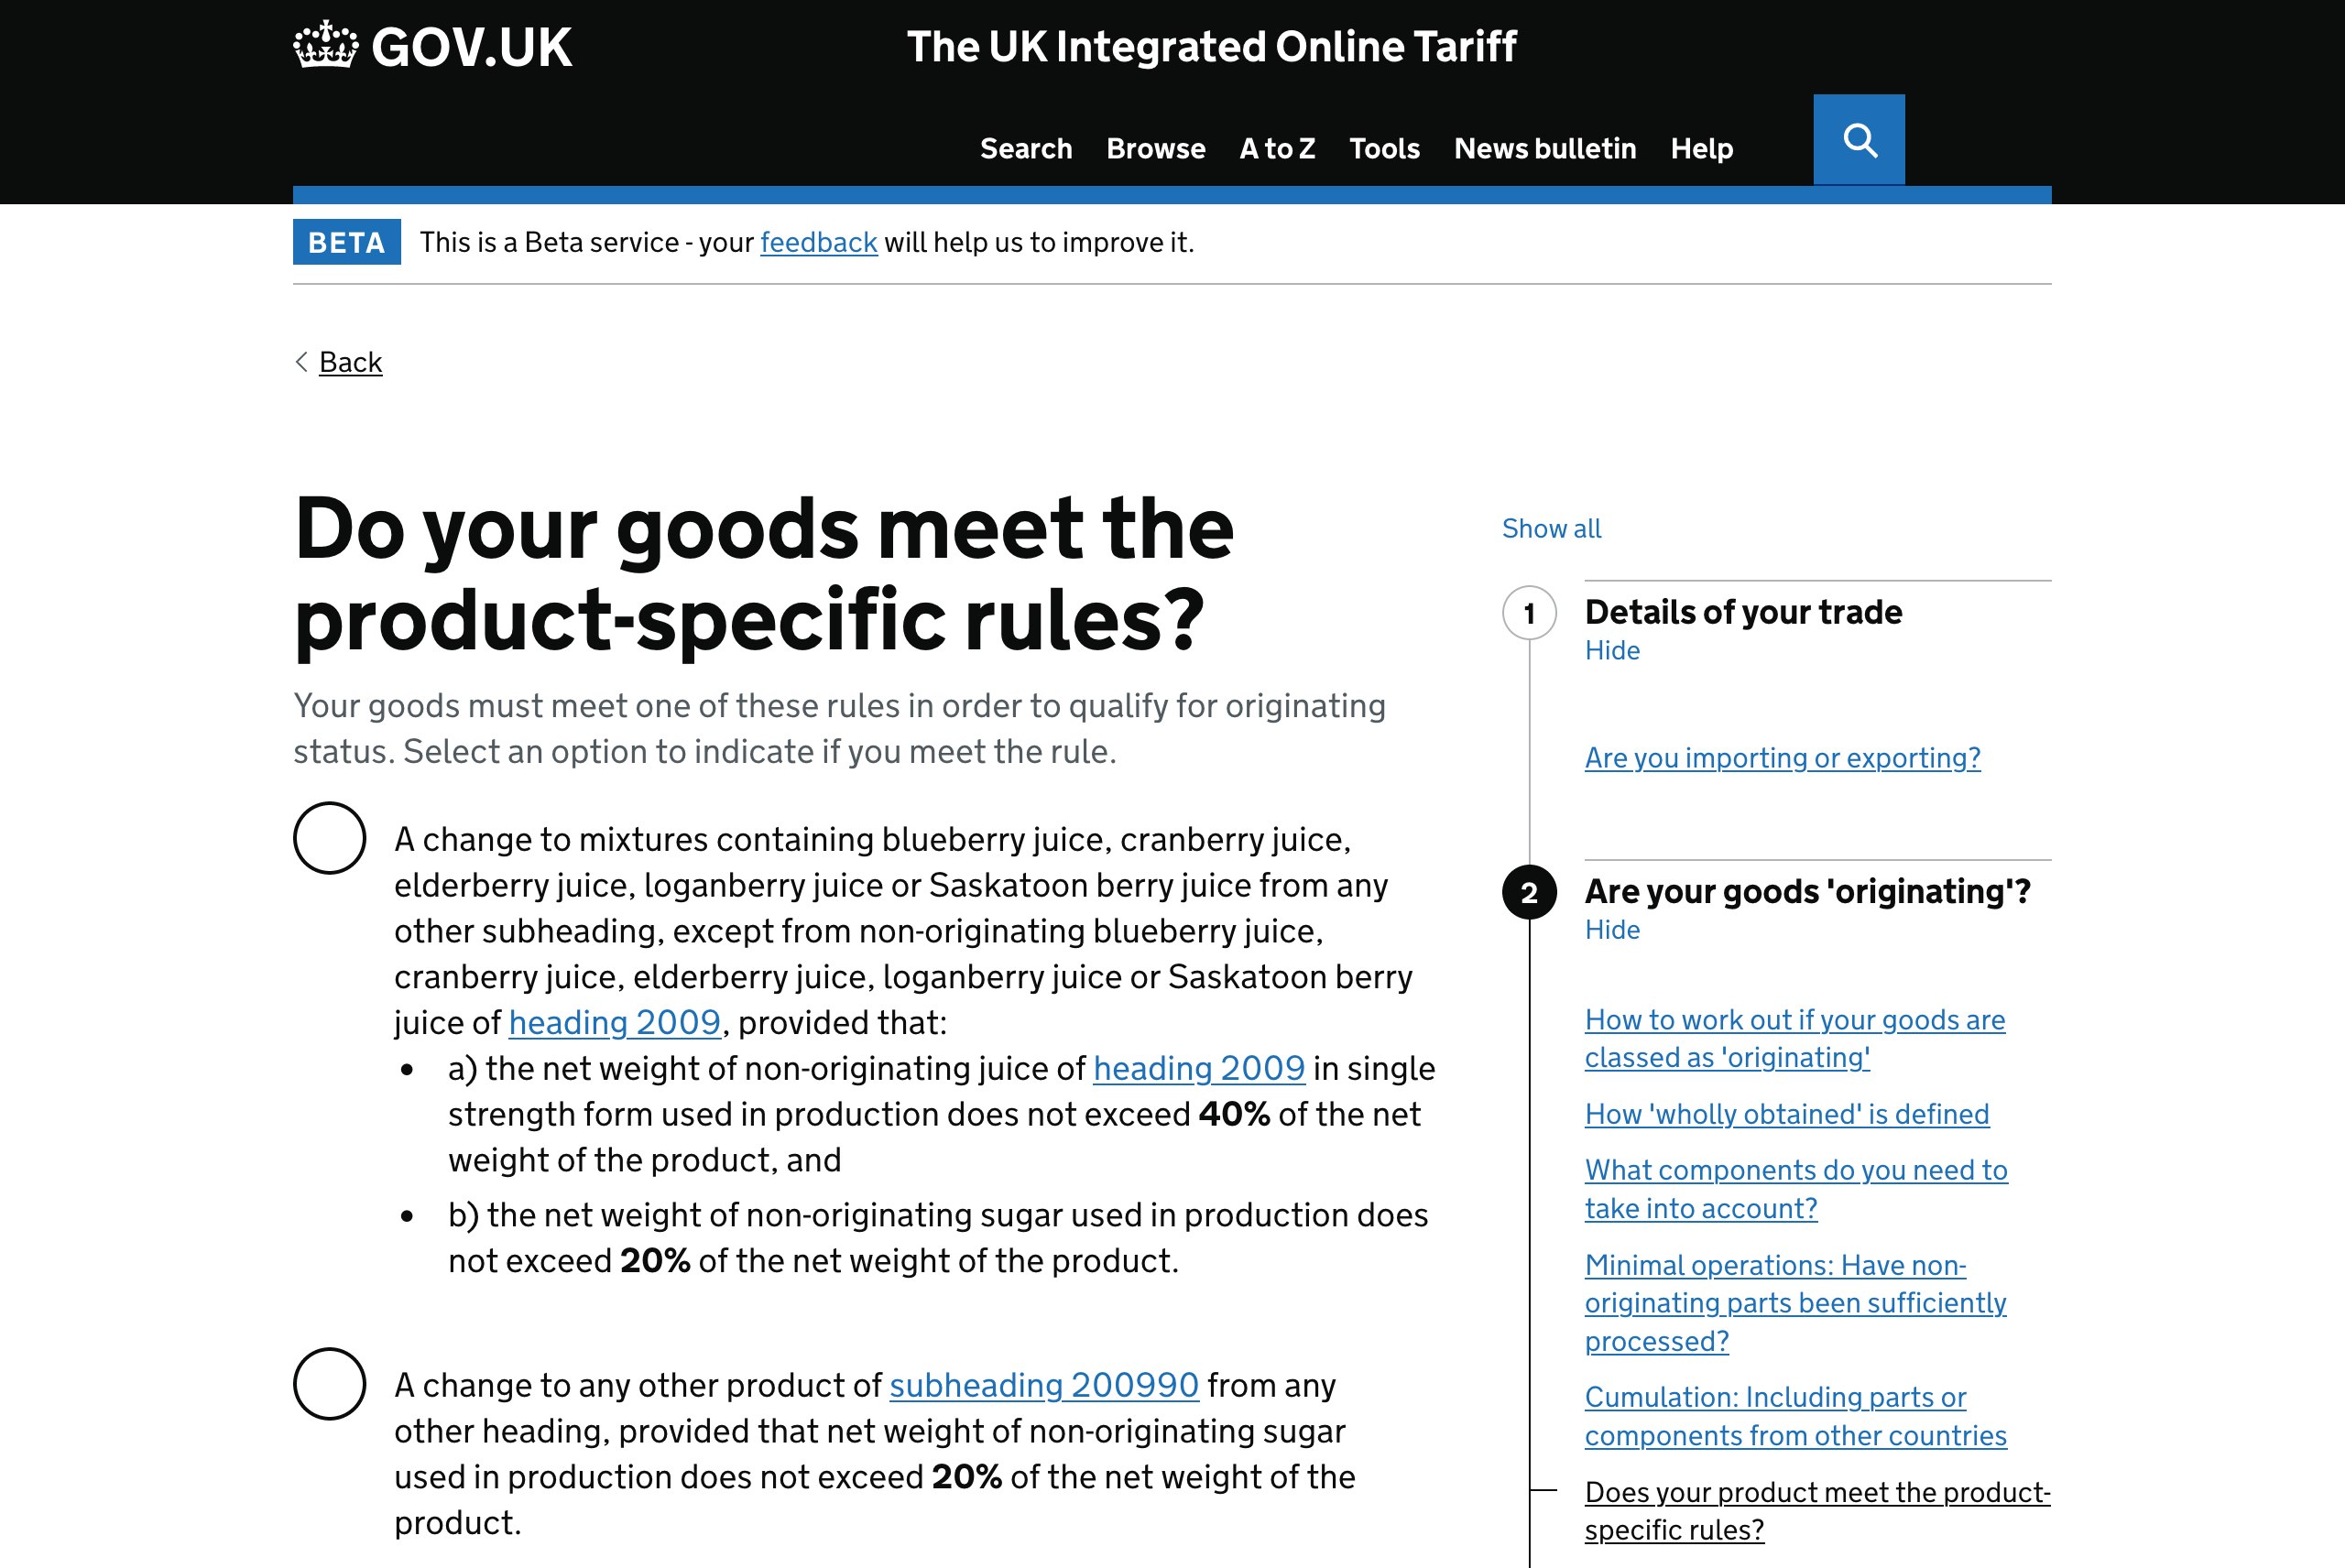 GOV.UK
The UK Integrated Online Tariff
Search Browse A to Z Tools News bulletin Help
BETA This is a Beta service - your feedback will help us to improve it.
Back
Do your goods meet the
product-specific rules?
Your goods must meet one of these rules in order to qualify for originating
status. Select an option to indicate if you meet the rule.
A change to mixtures containing blueberry juice, cranberry juice,
elderberry juice, loganberry juice or Saskatoon berry juice from any
other subheading, except from non-originating blueberry juice,
cranberry juice, elderberry juice, loganberry juice or Saskatoon berry
juice of heading 2009, provided that:
• a) the net weight of non-originating juice of heading 2009 in single
strength form used in production does not exceed 40% of the net
weight of the product, and
• b) the net weight of non-originating sugar used in production does
not exceed 20% of the net weight of the product.
A change to any other product of subheading 200990 from any
other heading, provided that net weight of non-originating sugar
used in production does not exceed 20% of the net weight of the
product.
Show all
1 Details of your trade
Hide
Are you importing or exporting?
2 Are your goods 'originating'?
Hide
How to work out if your goods are
classed as 'originating'
How 'wholly obtained' is defined
What components do you need to
take into account?
Minimal operations: Have non-
originating parts been sufficiently
processed?
Cumulation: Including parts or
components from other countries
Does your product meet the product-
specific rules?